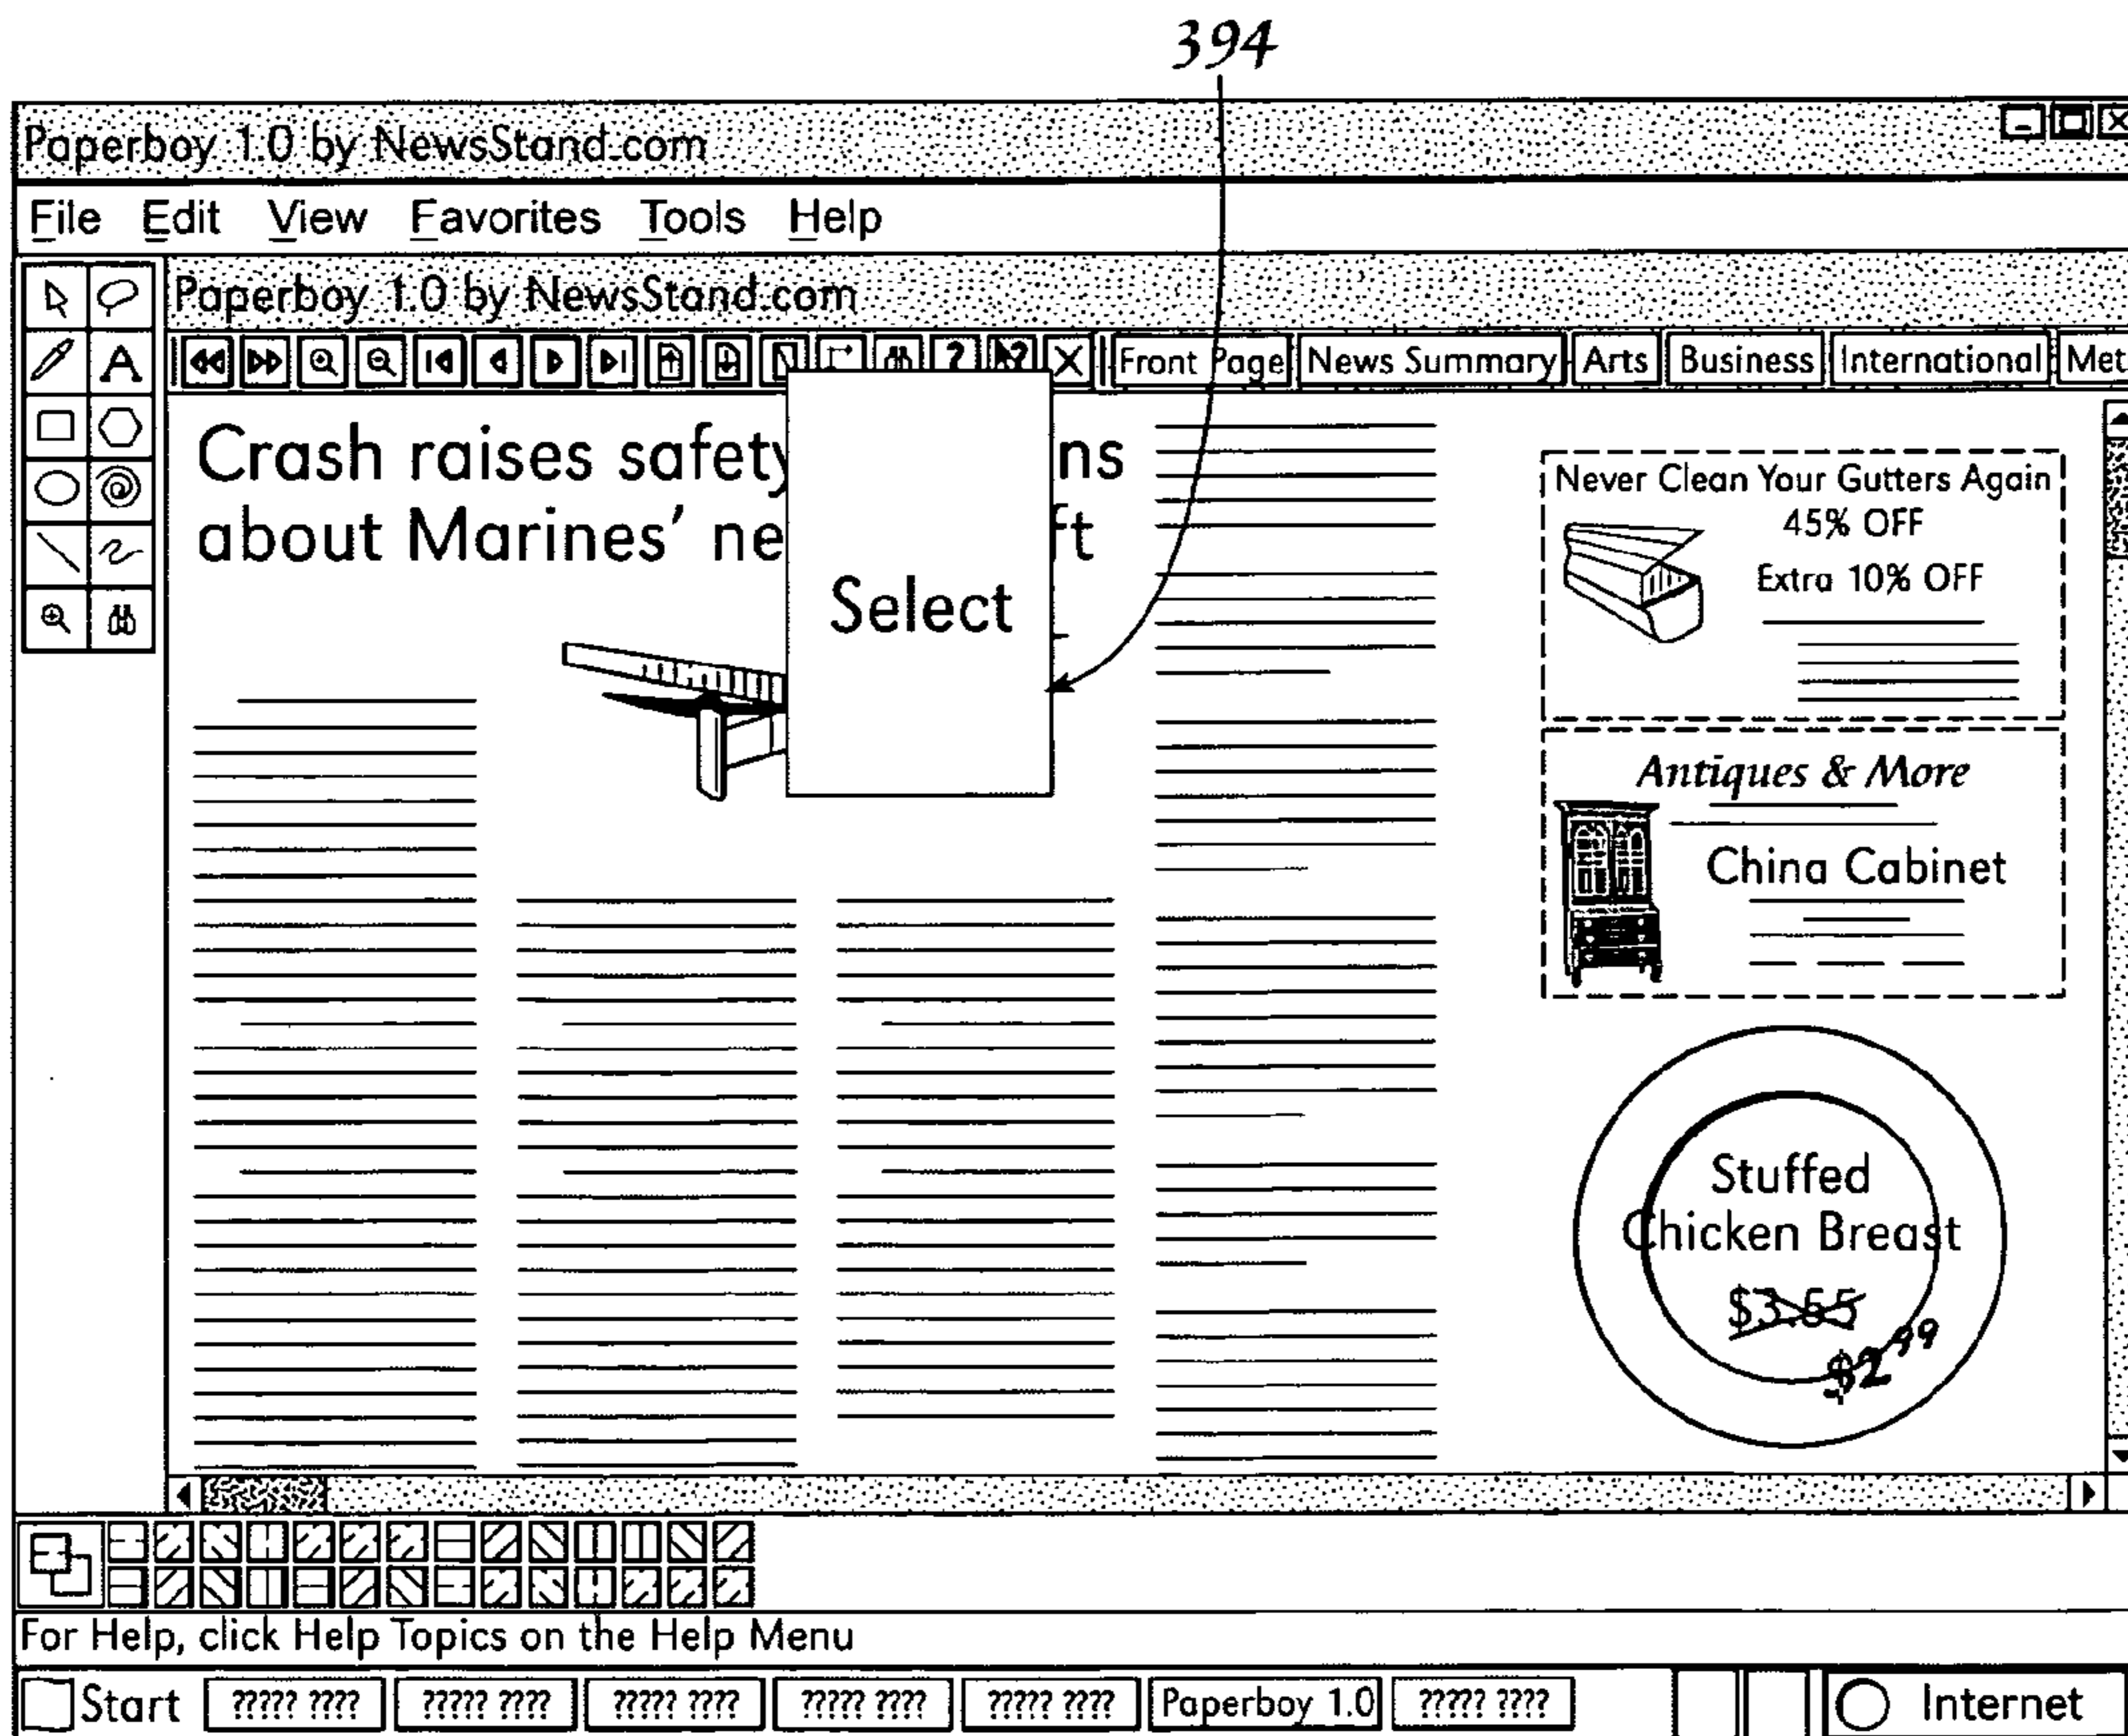 394
Paperboy 1.0 by NewsStand.com
File Edit View Favorites Tools Help
Paperboy 1.0 by NewsStand.com
A ? ? Front Page News Summary Arts Business International Met
Crash raises safety ns
about Marines' ne ft
Select
Never Clean Your Gutters Again
45% OFF
Extra 10% OFF
Antiques & More
China Cabinet
Stuffed
Chicken Breast
$3.55
$2.99
For Help, click Help Topics on the Help Menu
Start ????? ???? ????? ???? ????? ???? ????? ???? ????? ???? Paperboy 1.0 ????? ???? Internet